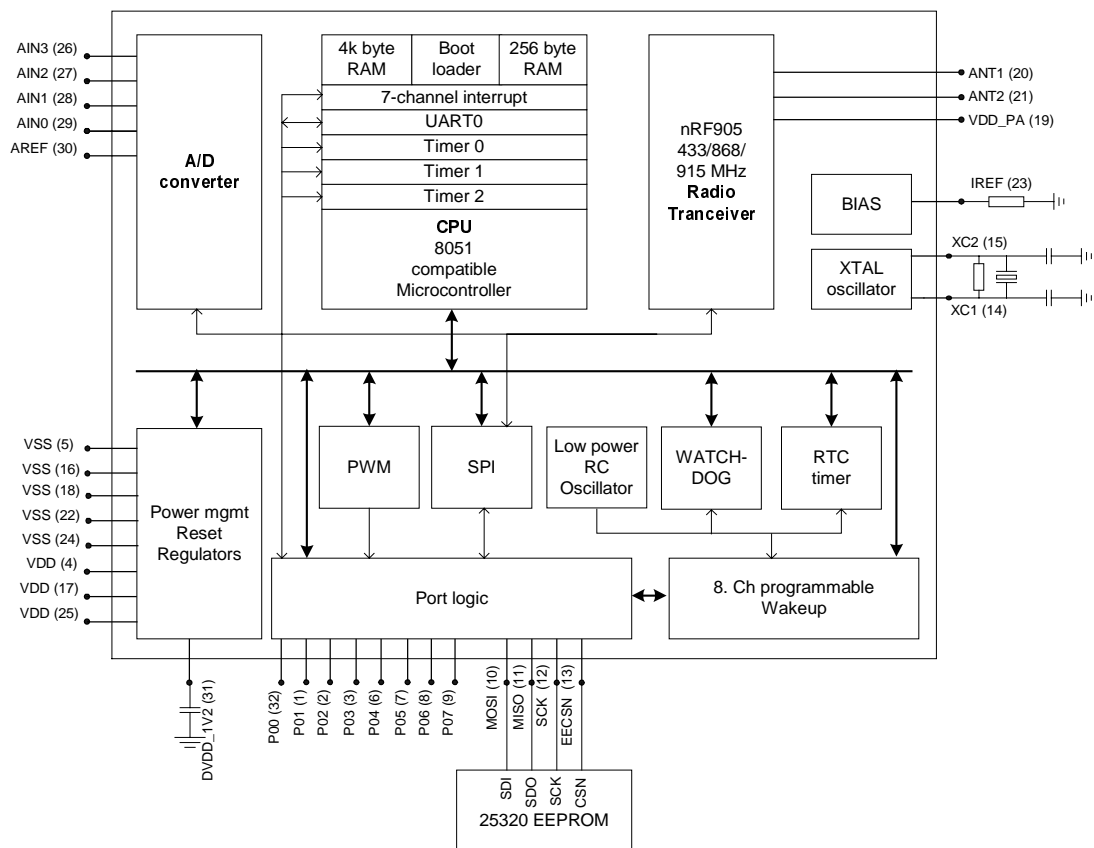 AIN3 (26)
AIN2 (27)
AIN1 (28)
AIN0 (29)
AREF (30)
A/D
converter
4k byte
RAM
Boot
loader
256 byte
RAM
7-channel interrupt
UART0
Timer 0
Timer 1
Timer 2
CPU
8051
compatible
Microcontroller
nRF905
433/868/
915 MHz
Radio
Tranceiver
ANT1 (20)
ANT2 (21)
VDD_PA (19)
BIAS
IREF (23)
XTAL
oscillator
XC2 (15)
XC1 (14)
VSS (5)
VSS (16)
VSS (18)
VSS (22)
VSS (24)
VDD (4)
VDD (17)
VDD (25)
Power mgmt
Reset
Regulators
PWM
SPI
Low power
RC
Oscillator
WATCH-
DOG
RTC
timer
Port logic
8. Ch programmable
Wakeup
DVDD_1V2 (31)
P00 (32)
P01 (1)
P02 (2)
P03 (3)
P04 (6)
P05 (7)
P06 (8)
P07 (9)
MOSI (10)
MISO (11)
SCK (12)
EECSN (13)
SDI
SDO
SCK
CSN
25320 EEPROM